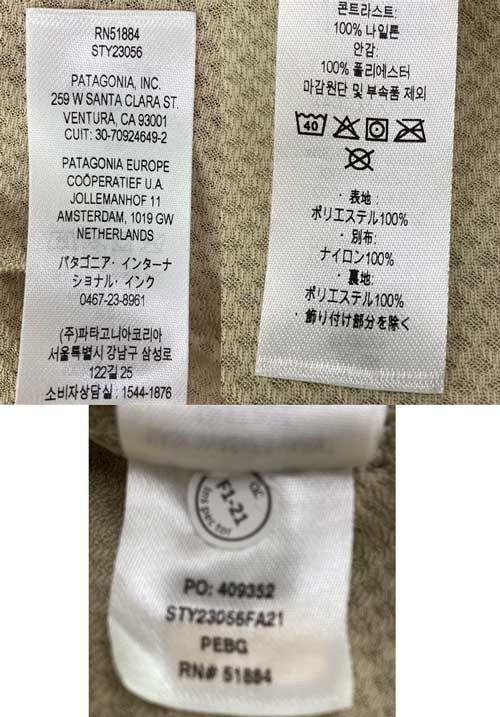 RN51884
STY23056
PATAGONIA, INC.
259 W SANTA CLARA ST.
VENTURA, CA 93001
CUIT: 30-70924649-2
PATAGONIA EUROPE
COÖPERATIEF U.A.
JOLLEMANHOF 11
AMSTERDAM, 1019 GW
NETHERLANDS
パタゴニア・インターナ
ショナル・インク
0467-23-8961
(주)파타고니아코리아
서울특별시 강남구 삼성로
122길 25
소비자상담실 : 1544-1876
콘트라스트:
100% 나일론
안감:
100% 폴리에스터
마감원단 및 부속품 제외
40
・表地:
ポリエステル100%
・別布:
ナイロン100%
・裏地:
ポリエステル100%
・飾り付け部分を除く
QC
F1-21
PO: 409352
STY23056FA21
PEBG
RN# 51884